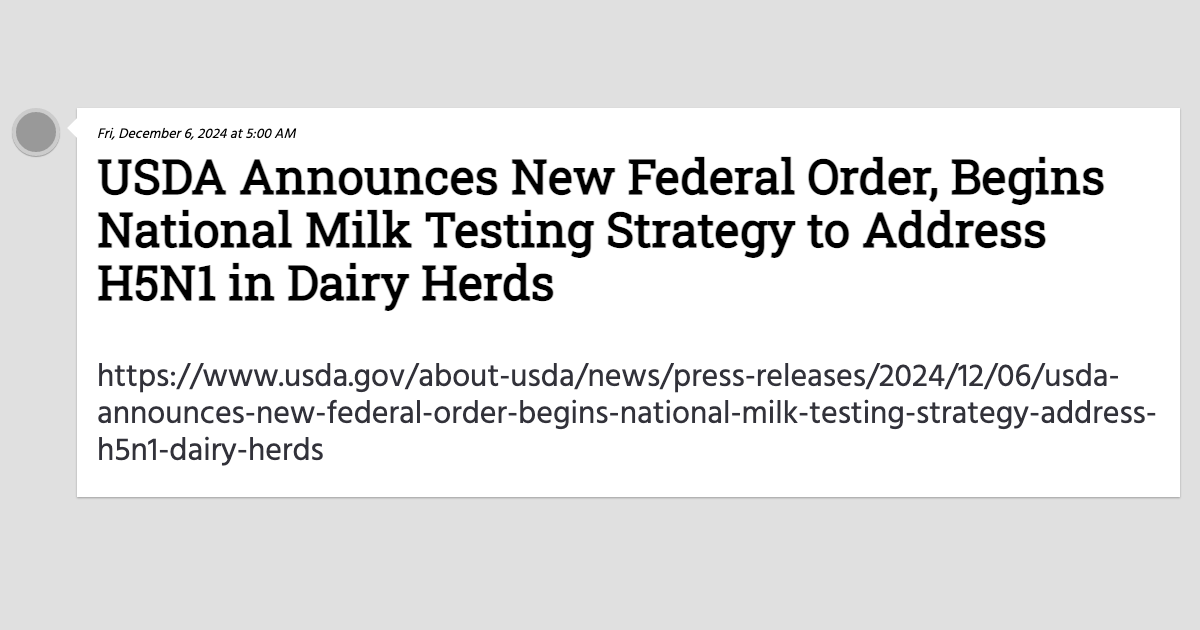 Fri, December 6, 2024 at 5:00 AM
USDA Announces New Federal Order, Begins
National Milk Testing Strategy to Address
H5N1 in Dairy Herds
https://www.usda.gov/about-usda/news/press-releases/2024/12/06/usda-
announces-new-federal-order-begins-national-milk-testing-strategy-address-
h5n1-dairy-herds